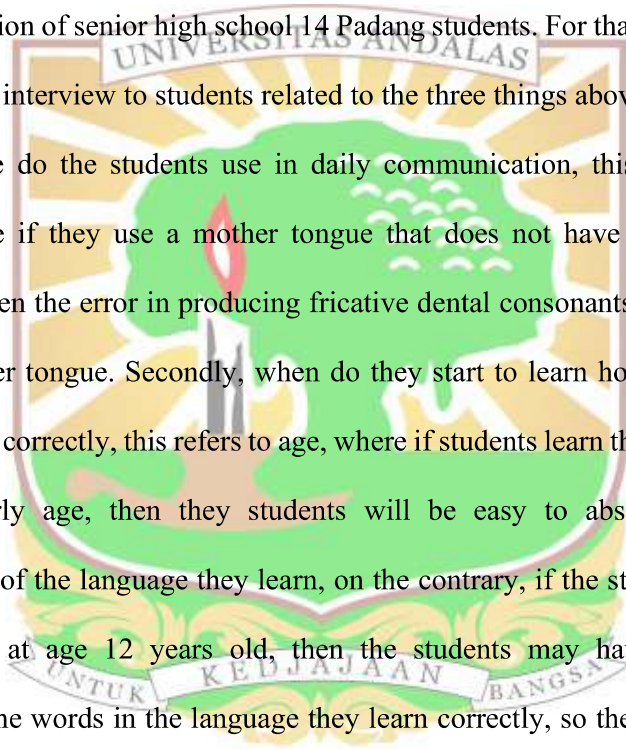 ion of senior high school 14 Padang students. For tha
UNIVERSITAS ANDALAS
interview to students related to the three things abov
e do the students use in daily communication, this
e if they use a mother tongue that does not have
en the error in producing fricative dental consonants
er tongue. Secondly, when do they start to learn ho
correctly, this refers to age, where if students learn th
rly age, then they students will be easy to abs
of the language they learn, on the contrary, if the st
at age 12 years old, then the students may ha
UNTUK KEDJAJAAN BANGSA
ne words in the language they learn correctly, so the